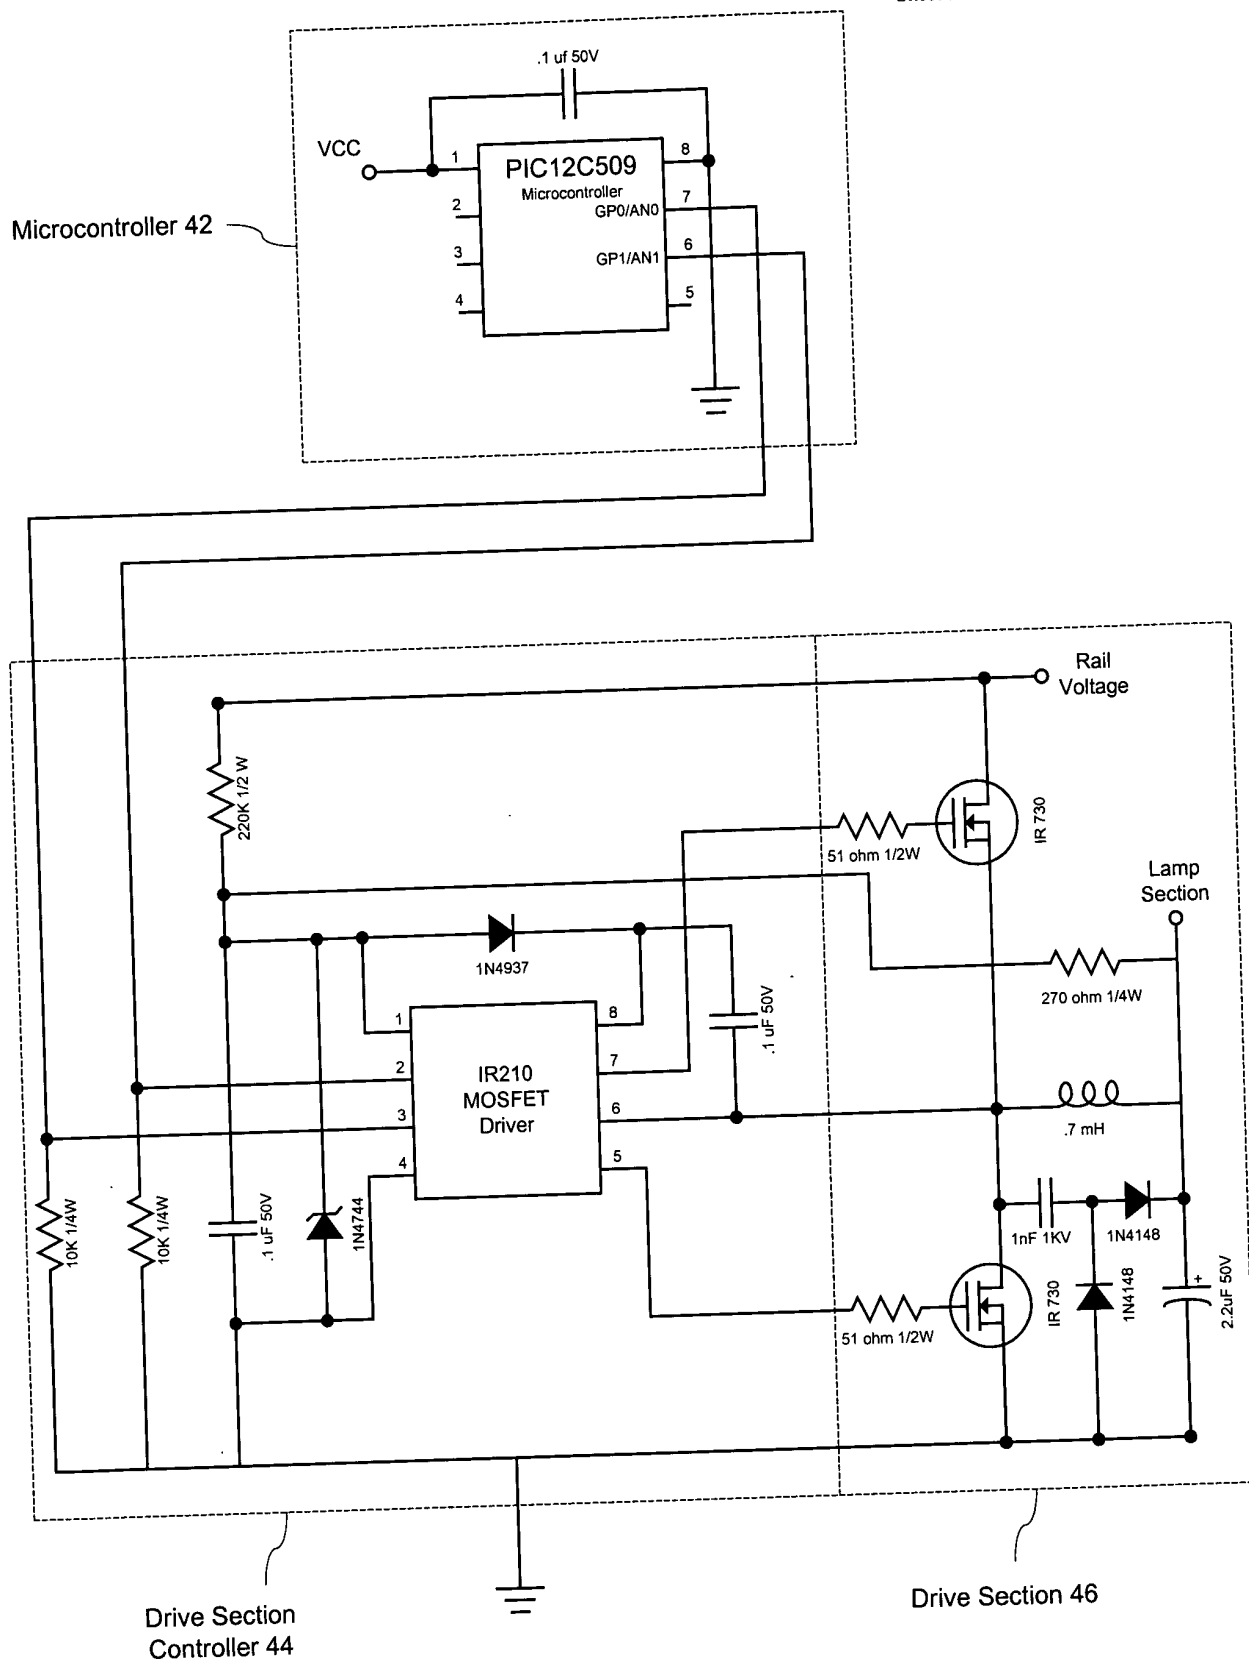 .1 uf 50V
VCC
1
8
PIC12C509
Microcontroller
2
7
GP0/AN0
Microcontroller 42
3
6
GP1/AN1
4
5
Rail
Voltage
220K 1/2 W
IR 730
51 ohm 1/2W
Lamp
Section
1N4937
270 ohm 1/4W
1
8
.1 uF 50V
2
7
IR210
MOSFET
Driver
3
6
.7 mH
4
5
10K 1/4W
10K 1/4W
.1 uF 50V
1N4744
1nF 1KV
1N4148
IR 730
1N4148
+
2.2uF 50V
51 ohm 1/2W
Drive Section
Controller 44
Drive Section 46